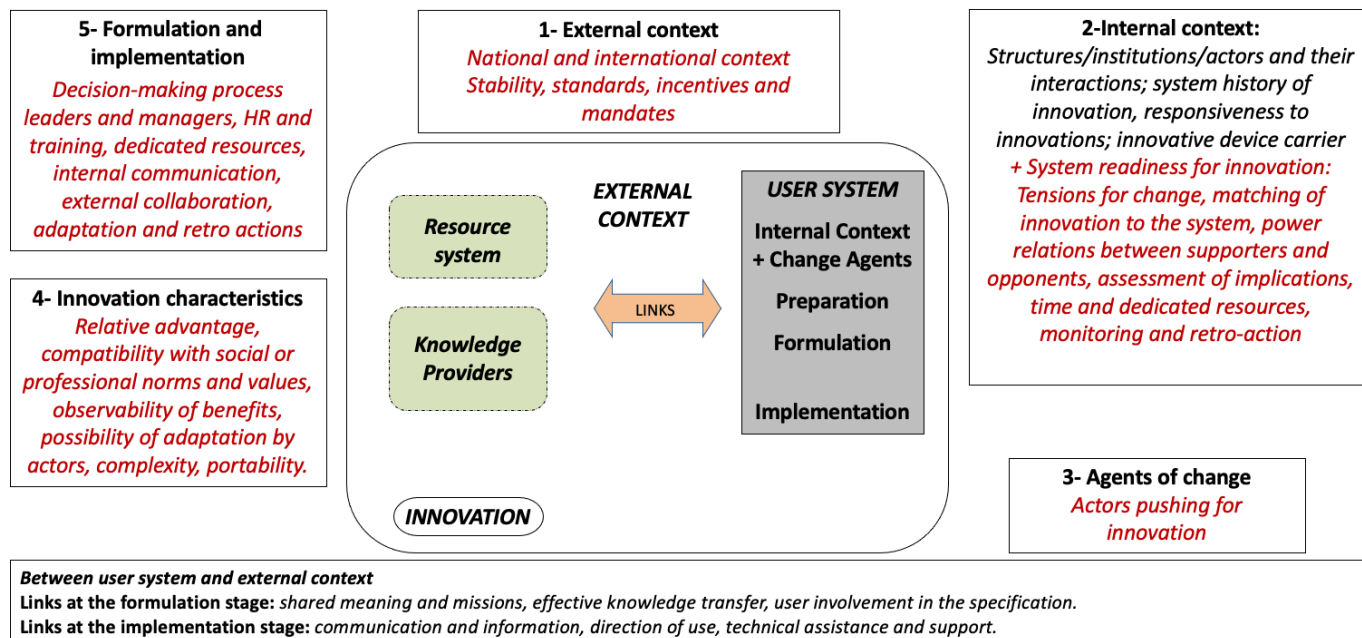 5- Formulation and
implementation
Decision-making process
leaders and managers, HR and
training, dedicated resources,
internal communication,
external collaboration,
adaptation and retro actions
1- External context
National and international context
Stability, standards, incentives and
mandates
2-Internal context:
Structures/institutions/actors and their
interactions; system history of
innovation, responsiveness to
innovations; innovative device carrier
+ System readiness for innovation:
Tensions for change, matching of
innovation to the system, power
relations between supporters and
opponents, assessment of implications,
time and dedicated resources,
monitoring and retro-action
4- Innovation characteristics
Relative advantage,
compatibility with social or
professional norms and values,
observability of benefits,
possibility of adaptation by
actors, complexity, portability.
Resource
system
Knowledge
Providers
EXTERNAL
CONTEXT
LINKS
USER SYSTEM
Internal Context
+ Change Agents
Preparation
Formulation
Implementation
INNOVATION
3- Agents of change
Actors pushing for
innovation
Between user system and external context
Links at the formulation stage: shared meaning and missions, effective knowledge transfer, user involvement in the specification.
Links at the implementation stage: communication and information, direction of use, technical assistance and support.